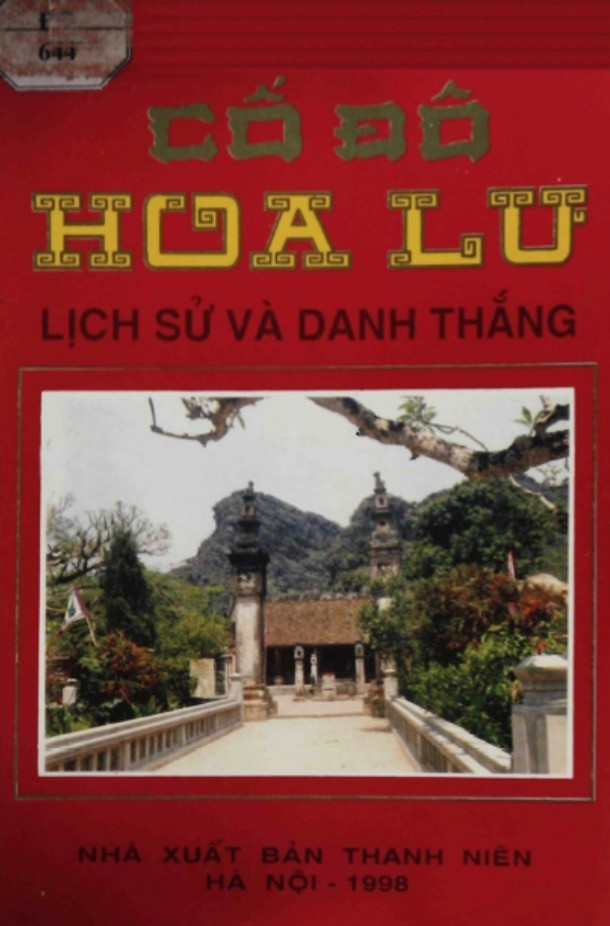 644
CỐ ĐÔ
HOA LƯ
LỊCH SỬ VÀ DANH THẮNG
NHÀ XUẤT BẢN THANH NIÊN
HÀ NỘI - 1998